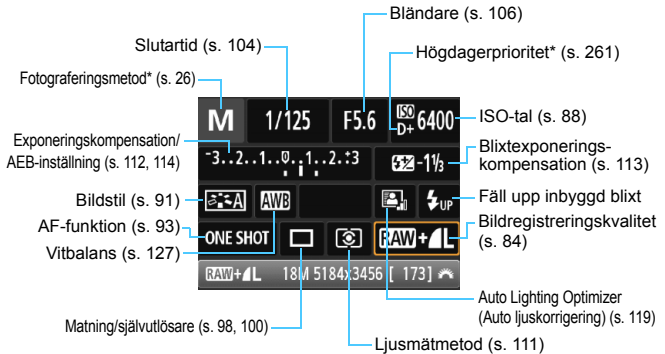 Bländare (s. 106)
Slutartid (s. 104)
Högdagerprioritet* (s. 261)
Fotograferingsmetod* (s. 26)
M 1/125 F5.6 ISO D+ 6400
ISO-tal (s. 88)
Exponeringskompensation/
AEB-inställning (s. 112, 114)
-3..2..1..0..1..2.:+3
-1⅓
Blixtexponerings-
kompensation (s. 113)
Bildstil (s. 91)
A AWB UP
Fäll upp inbyggd blixt
AF-funktion (s. 93)
Bildregistreringskvalitet
(s. 84)
ONE SHOT RAW+L
Vitbalans (s. 127)
RAW+L 18M 5184x3456 [ 173]
Auto Lighting Optimizer
(Auto ljuskorrigering) (s. 119)
Matning/självutlösare (s. 98, 100)
Ljusmätmetod (s. 111)